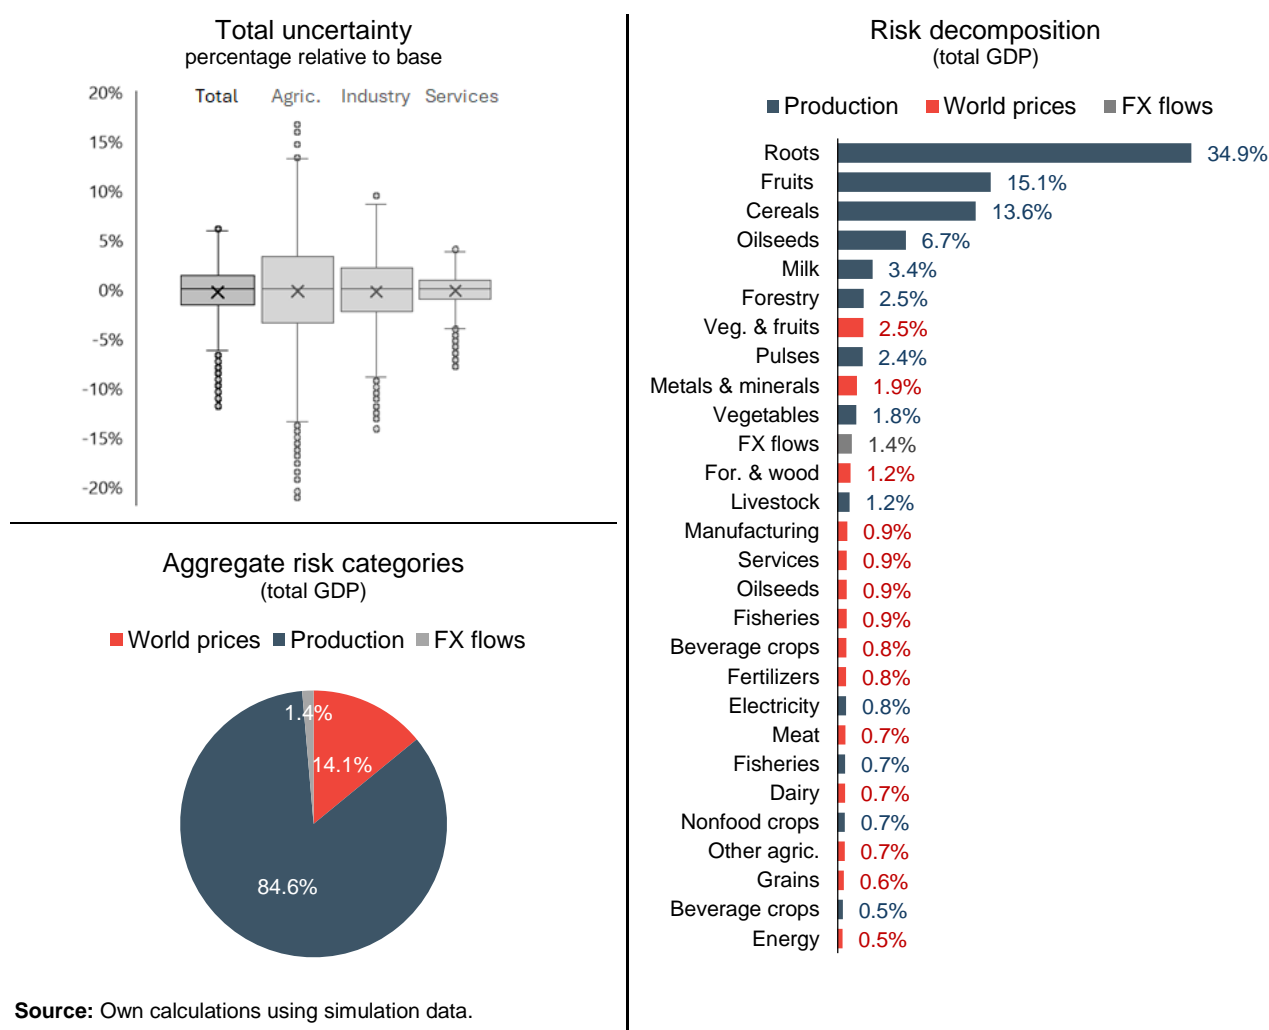 Total uncertainty
percentage relative to base
Total Agric. Industry Services
20%
15%
10%
5%
0%
-5%
-10%
-15%
-20%
Aggregate risk categories
(total GDP)
World prices Production FX flows
1.4%
14.1%
84.6%
Source: Own calculations using simulation data.
Risk decomposition
(total GDP)
Production World prices FX flows
Roots 34.9%
Fruits 15.1%
Cereals 13.6%
Oilseeds 6.7%
Milk 3.4%
Forestry 2.5%
Veg. & fruits 2.5%
Pulses 2.4%
Metals & minerals 1.9%
Vegetables 1.8%
FX flows 1.4%
For. & wood 1.2%
Livestock 1.2%
Manufacturing 0.9%
Services 0.9%
Oilseeds 0.9%
Fisheries 0.9%
Beverage crops 0.8%
Fertilizers 0.8%
Electricity 0.8%
Meat 0.7%
Fisheries 0.7%
Dairy 0.7%
Nonfood crops 0.7%
Other agric. 0.7%
Grains 0.6%
Beverage crops 0.5%
Energy 0.5%